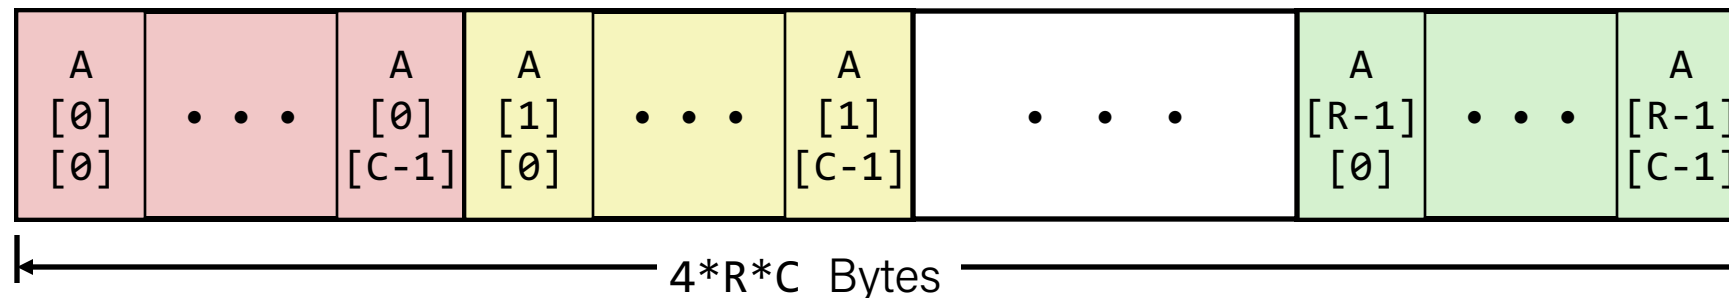 A A A A A A
[0] • • • [0] [1] • • • [1] • • • [R-1] • • • [R-1]
[0] [C-1] [0] [C-1] [0] [C-1]
4*R*C Bytes